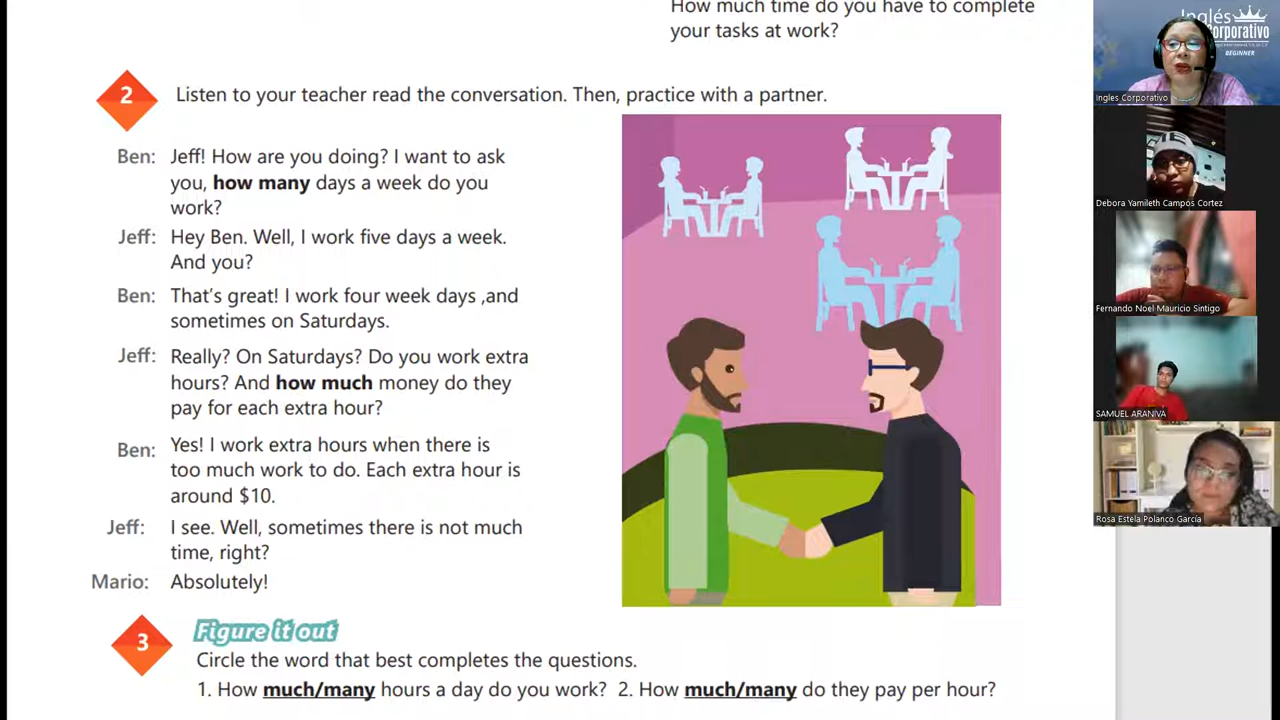 How much time do you have to complete
your tasks at work?
2 Listen to your teacher read the conversation. Then, practice with a partner.
Ben: Jeff! How are you doing? I want to ask
you, how many days a week do you
work?
Jeff: Hey Ben. Well, I work five days a week.
And you?
Ben: That's great! I work four week days ,and
sometimes on Saturdays.
Jeff: Really? On Saturdays? Do you work extra
hours? And how much money do they
pay for each extra hour?
Ben: Yes! I work extra hours when there is
too much work to do. Each extra hour is
around $10.
Jeff: I see. Well, sometimes there is not much
time, right?
Mario: Absolutely!
3 Figure it out
Circle the word that best completes the questions.
1. How much/many hours a day do you work? 2. How much/many do they pay per hour?
Inglés
Corporativo
BEGINNER
Ingles Corporativo
Debora Yamileth Campos Cortez
Fernando Noel Mauricio Sintigo
SAMUEL ARANIVA
Rosa Estela Polanco García